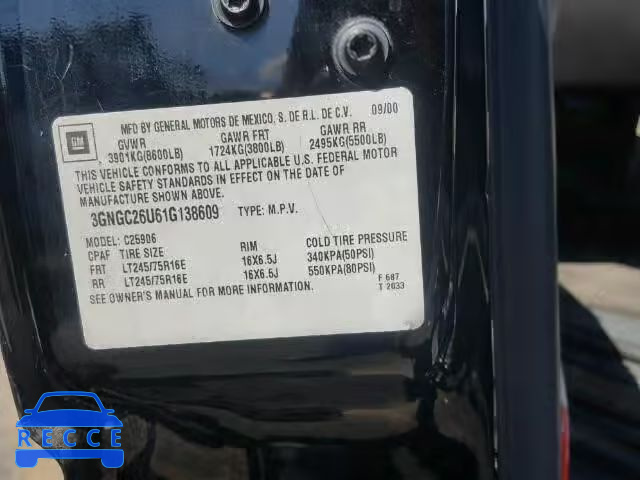 MFD BY GENERAL MOTORS DE MEXICO, S. DE R.L. DE C.V. 09/00
GM
GVWR GAWR FRT GAWR RR
3901KG(8600LB) 1724KG(3800LB) 2495KG(5500LB)
THIS VEHICLE CONFORMS TO ALL APPLICABLE U.S. FEDERAL MOTOR
VEHICLE SAFETY STANDARDS IN EFFECT ON THE DATE OF
MANUFACTURE SHOWN ABOVE.
3GNGC26U61G138609 TYPE: M.P.V.
MODEL: C25906
CPAF TIRE SIZE RIM COLD TIRE PRESSURE
FRT LT245/75R16E 16X6.5J 340KPA(50PSI)
RR LT245/75R16E 16X6.5J 550KPA(80PSI)
SEE OWNER'S MANUAL FOR MORE INFORMATION.
F 687
T 2033
RECCE